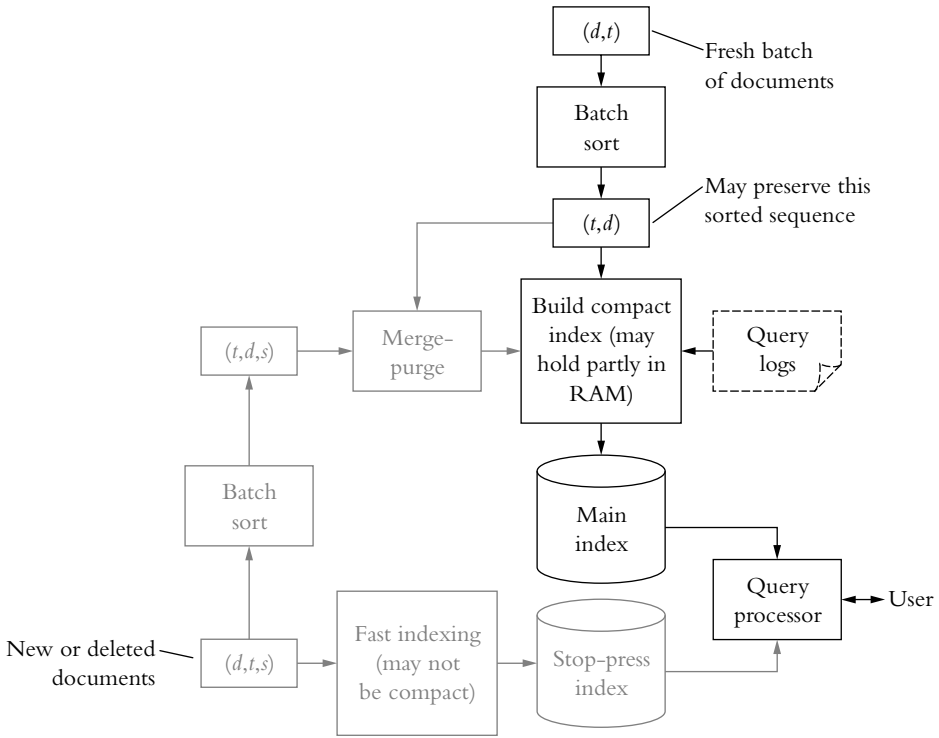 (d,t)
Fresh batch
of documents
Batch
sort
May preserve this
sorted sequence
(t,d)
Build compact
index (may
hold partly in
RAM)
Query
logs
Merge-
purge
(t,d,s)
Batch
sort
Main
index
Query
processor
User
New or deleted
documents
(d,t,s)
Fast indexing
(may not
be compact)
Stop-press
index